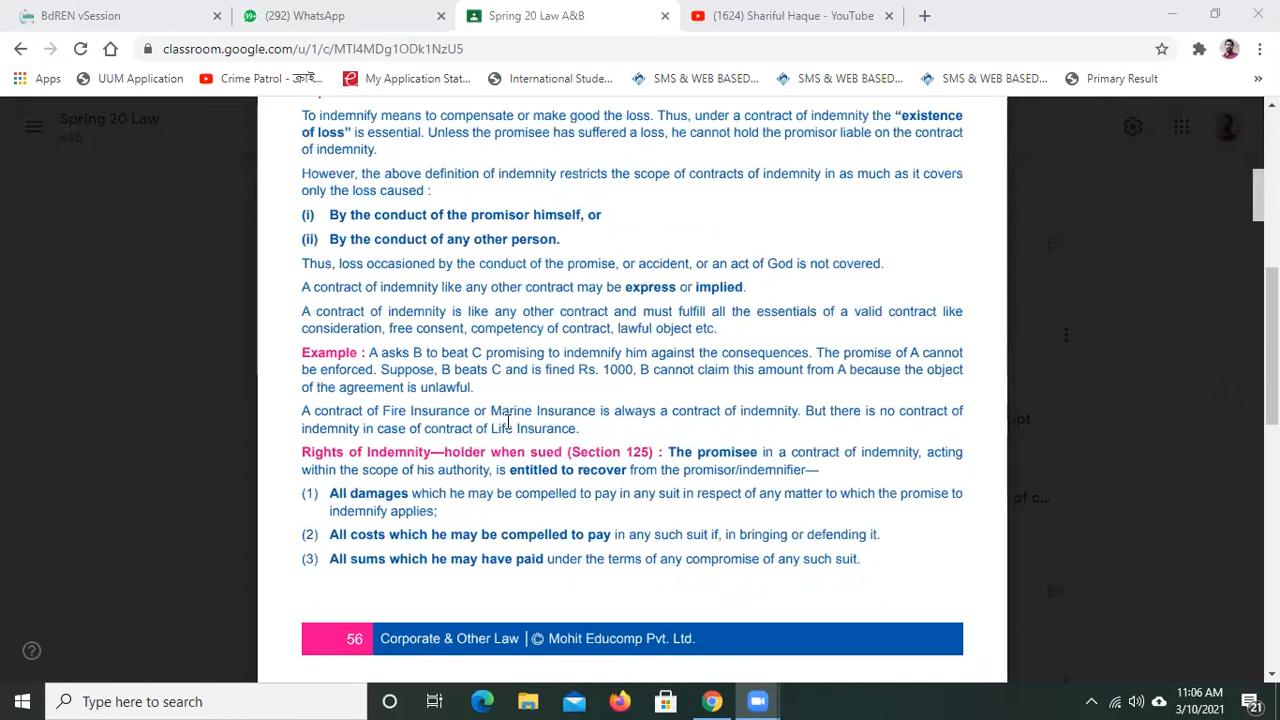 BdREN vSession
(292) WhatsApp
Spring 20 Law A&B
(1624) Shariful Haque - YouTube
classroom.google.com/u/1/c/MTI4MDg1ODk1NzU5
Apps
UUM Application
Crime Patrol - ক্রাই...
My Application Stat...
International Stude...
SMS & WEB BASED...
SMS & WEB BASED...
SMS & WEB BASED...
Primary Result
Spring 20 Law
A&B
To indemnify means to compensate or make good the loss. Thus, under a contract of indemnity the “existence
of loss” is essential. Unless the promisee has suffered a loss, he cannot hold the promisor liable on the contract
of indemnity.
However, the above definition of indemnity restricts the scope of contracts of indemnity in as much as it covers
only the loss caused :
(i) By the conduct of the promisor himself, or
(ii) By the conduct of any other person.
Thus, loss occasioned by the conduct of the promise, or accident, or an act of God is not covered.
A contract of indemnity like any other contract may be express or implied.
A contract of indemnity is like any other contract and must fulfill all the essentials of a valid contract like
consideration, free consent, competency of contract, lawful object etc.
Example : A asks B to beat C promising to indemnify him against the consequences. The promise of A cannot
be enforced. Suppose, B beats C and is fined Rs. 1000, B cannot claim this amount from A because the object
of the agreement is unlawful.
A contract of Fire Insurance or Marine Insurance is always a contract of indemnity. But there is no contract of
indemnity in case of contract of Life Insurance.
Rights of Indemnity—holder when sued (Section 125) : The promisee in a contract of indemnity, acting
within the scope of his authority, is entitled to recover from the promisor/indemnifier—
(1) All damages which he may be compelled to pay in any suit in respect of any matter to which the promise to
indemnify applies;
(2) All costs which he may be compelled to pay in any such suit if, in bringing or defending it.
(3) All sums which he may have paid under the terms of any compromise of any such suit.
56 Corporate & Other Law | © Mohit Educomp Pvt. Ltd.
Type here to search
11:06 AM
3/10/2021
21